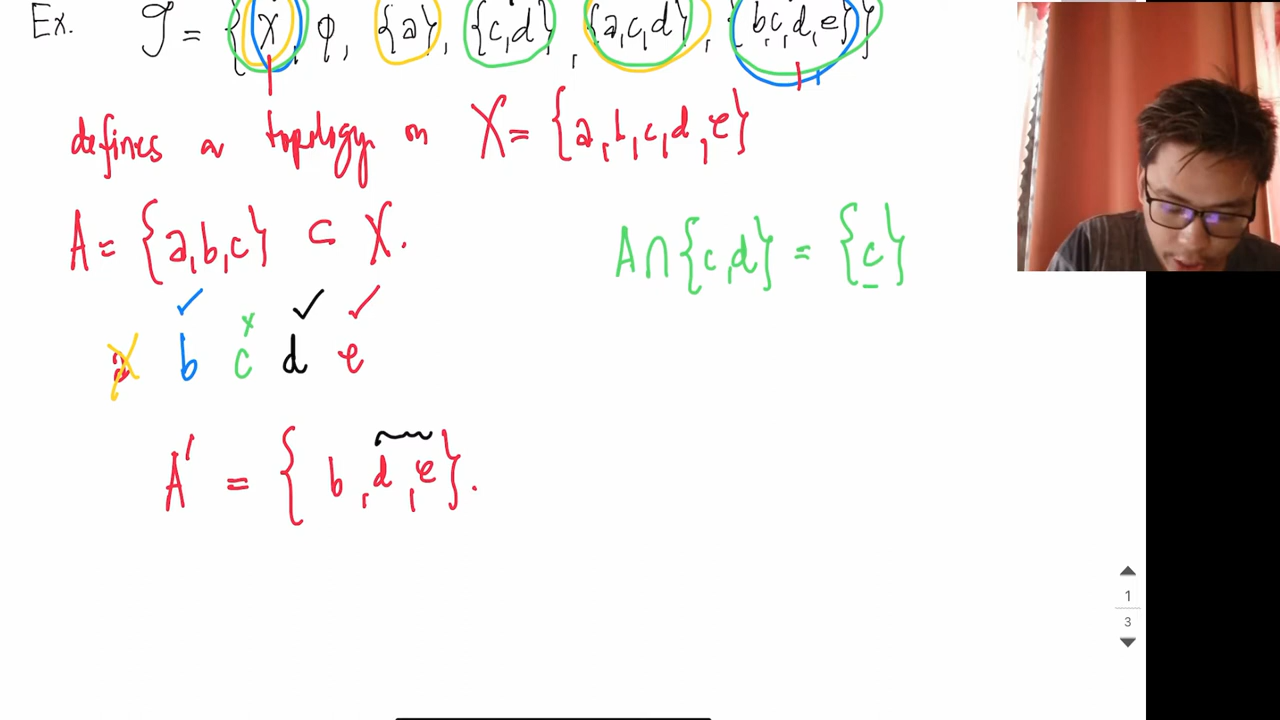 Ex. 𝒯 = {X, φ, {a}, {c,d}, {a,c,d}, {b,c,d,e}}
defines a topology on X = {a,b,c,d,e}
A = {a,b,c} ⊂ X.
A∩{c,d} = {c}
✓ x ✓ ✓
a b c d e
A' = { b, d, e}.
1
3